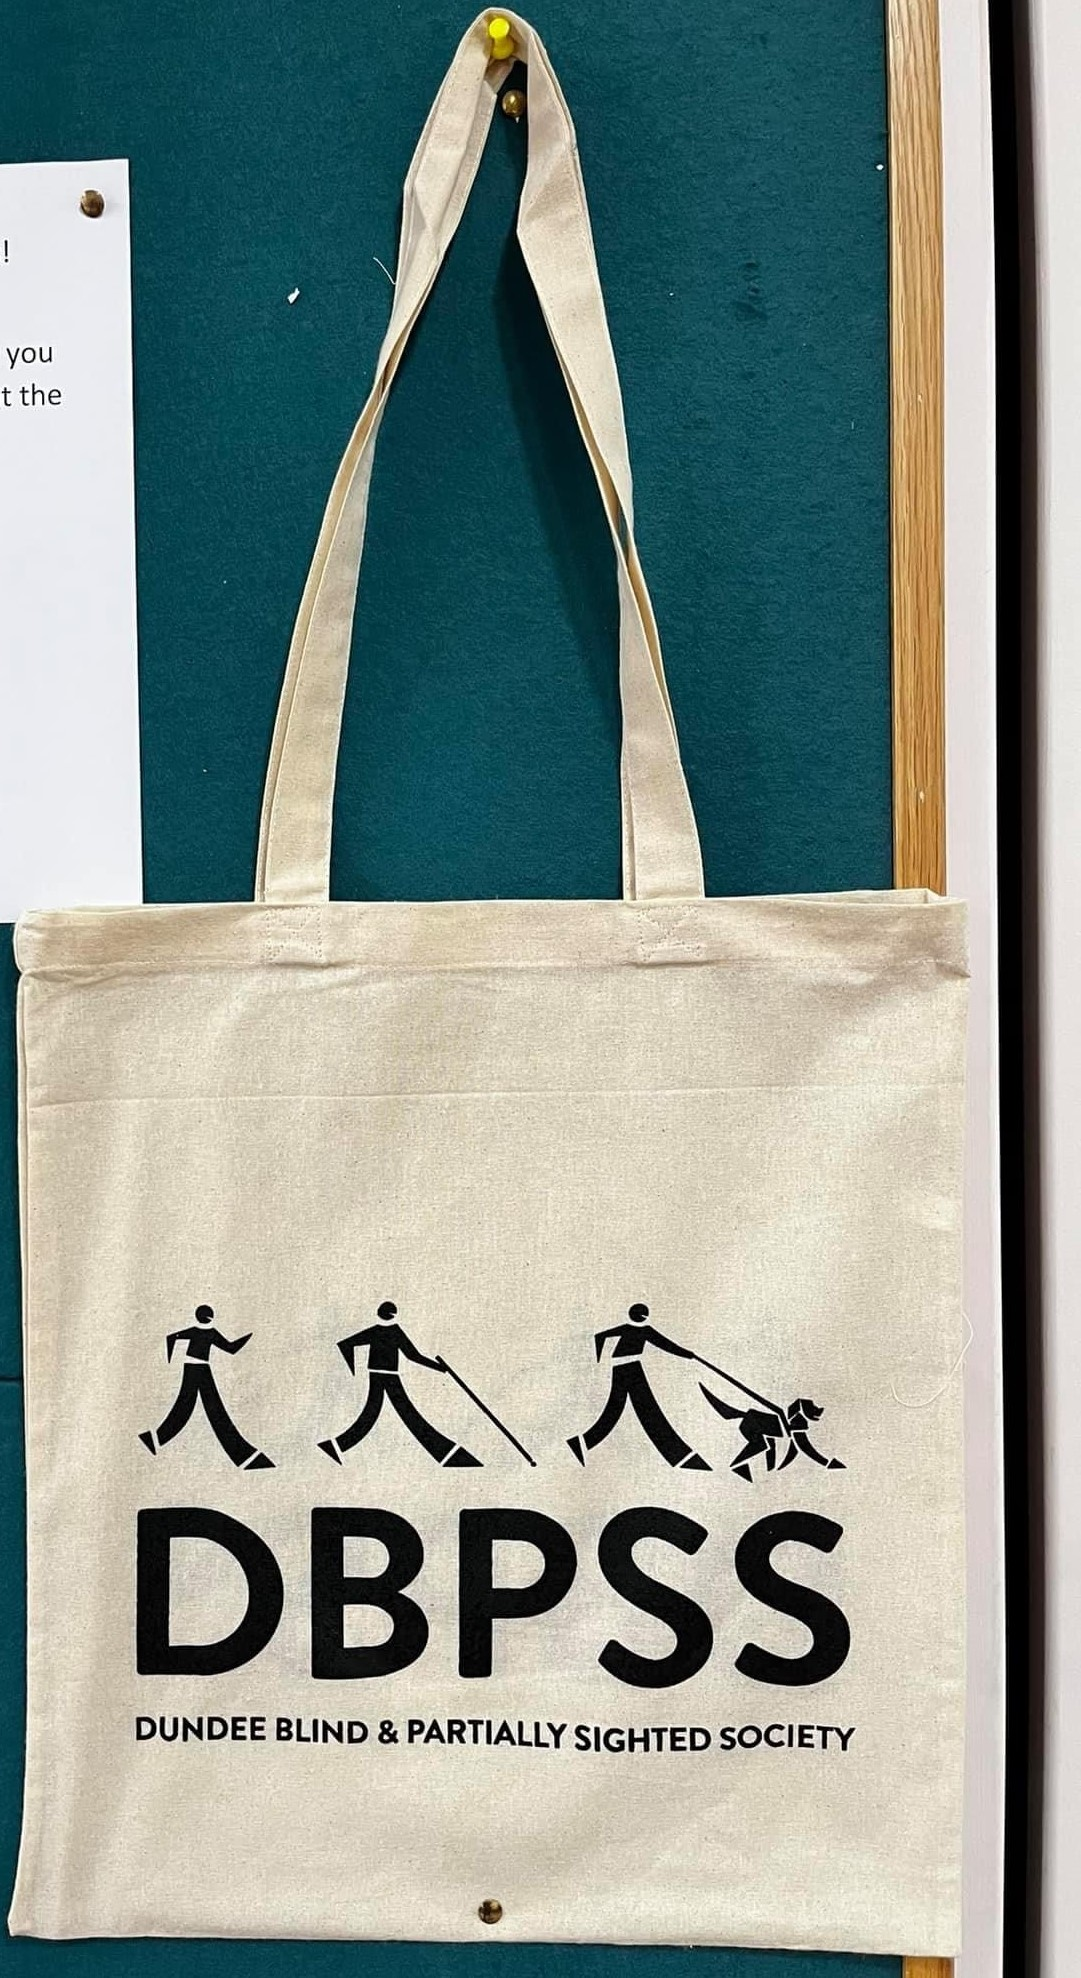 !
you
t the
DBPSS
DUNDEE BLIND & PARTIALLY SIGHTED SOCIETY